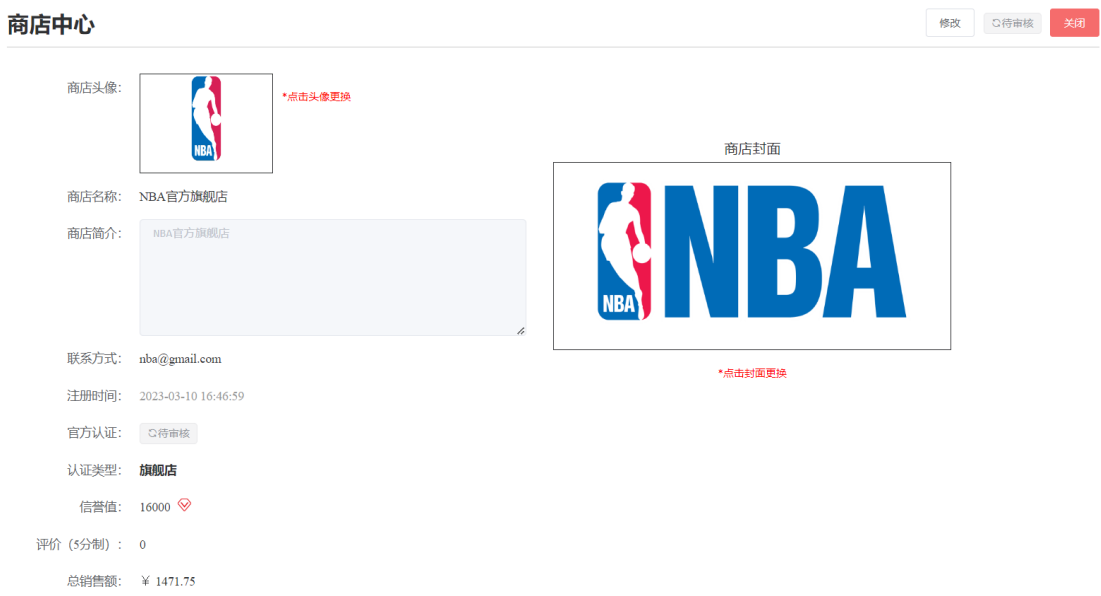 商店中心
修改
待审核
关闭
商店头像：
NBA
*点击头像更换
商店封面
NBA
NBA
*点击封面更换
商店名称： NBA官方旗舰店
商店简介： NBA官方旗舰店
联系方式： nba@gmail.com
注册时间： 2023-03-10 16:46:59
官方认证： 待审核
认证类型： 旗舰店
信誉值： 16000
评价（5分制）： 0
总销售额： ￥ 1471.75